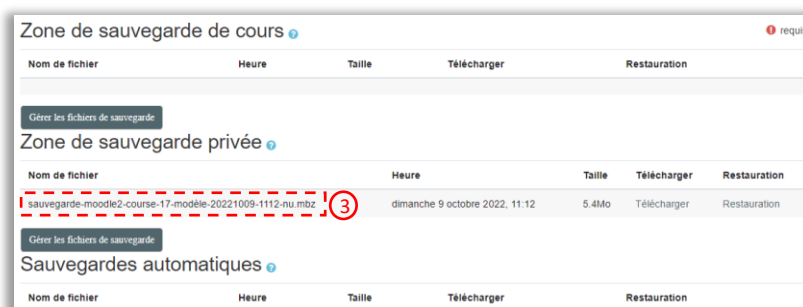 Zone de sauvegarde de cours
requi
Nom de fichier Heure Taille Télécharger Restauration
Gérer les fichiers de sauvegarde
Zone de sauvegarde privée
Nom de fichier Heure Taille Télécharger Restauration
sauvegarde-moodle2-course-17-modèle-20221009-1112-nu.mbz 3 dimanche 9 octobre 2022, 11:12 5.4Mo Télécharger Restauration
Gérer les fichiers de sauvegarde
Sauvegardes automatiques
Nom de fichier Heure Taille Télécharger Restauration